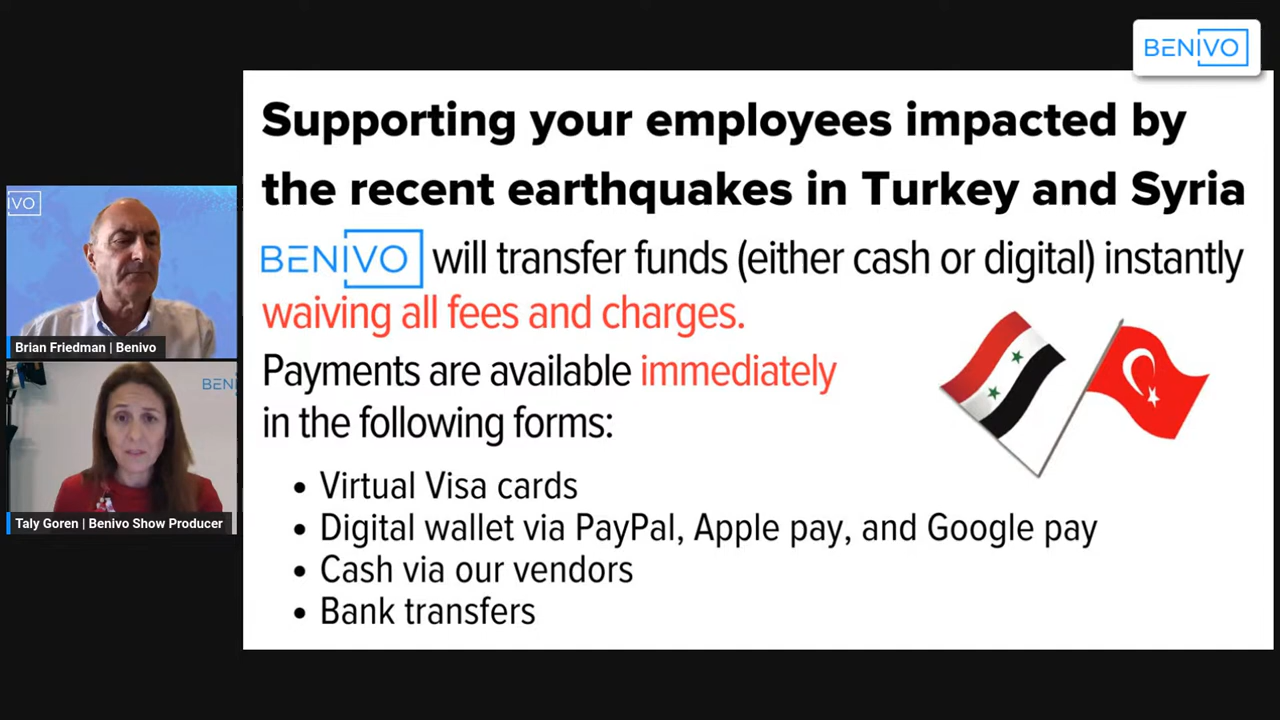 BENIVO
Supporting your employees impacted by
the recent earthquakes in Turkey and Syria
BENIVO will transfer funds (either cash or digital) instantly
waiving all fees and charges.
Payments are available immediately
in the following forms:
• Virtual Visa cards
• Digital wallet via PayPal, Apple pay, and Google pay
• Cash via our vendors
• Bank transfers
IVO
Brian Friedman | Benivo
BE
Taly Goren | Benivo Show Producer